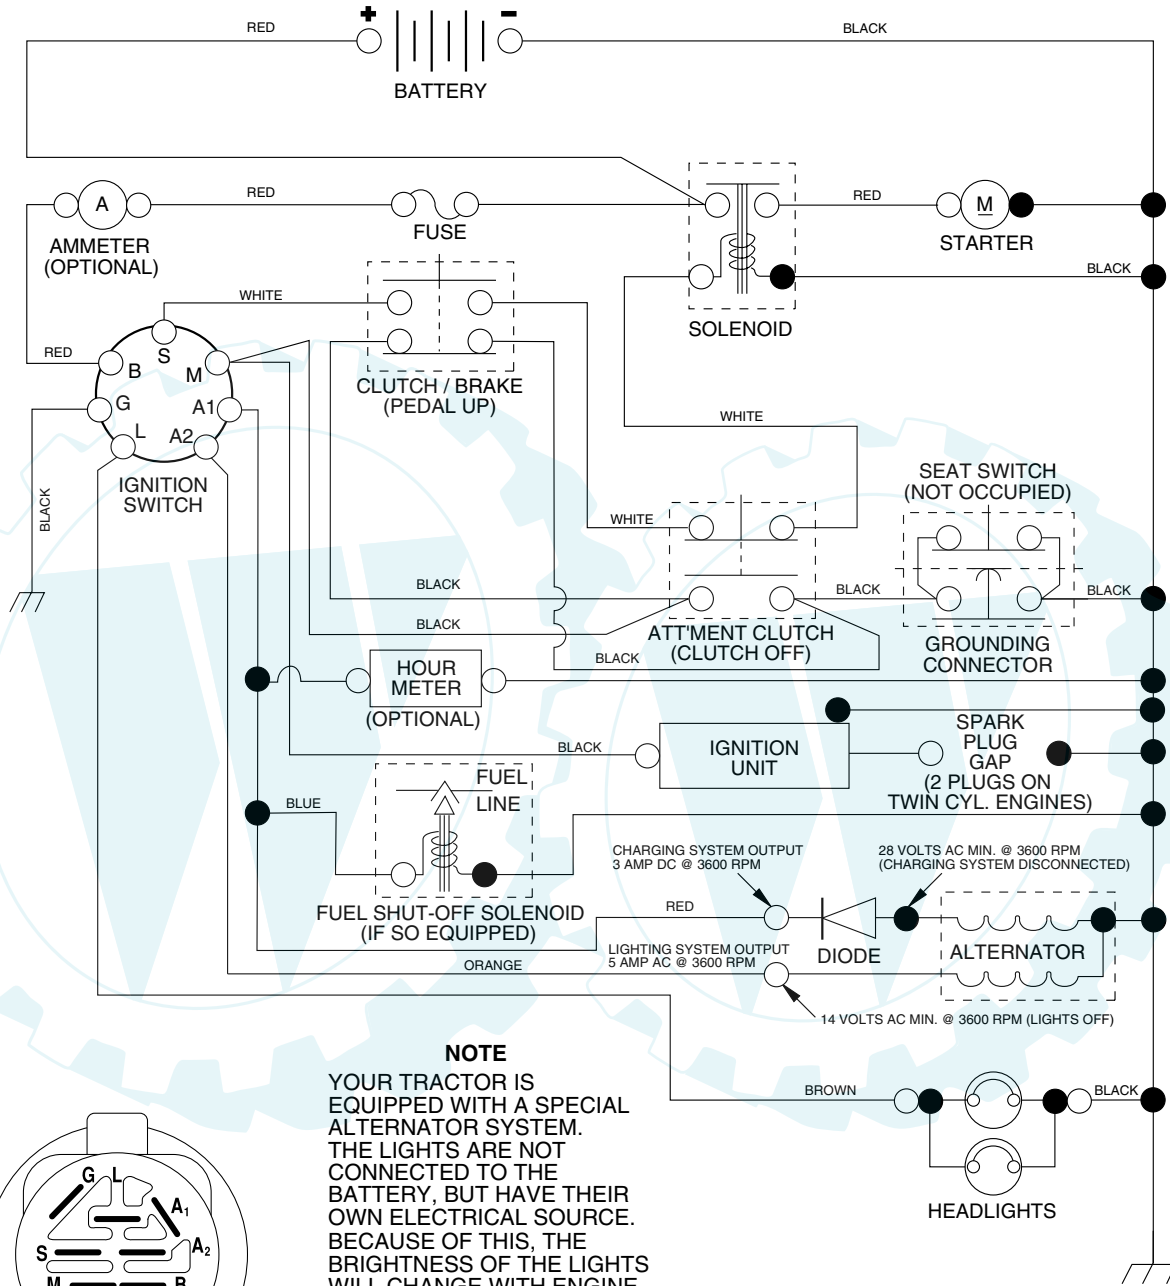 + -
RED
BLACK
BATTERY
A
RED
RED
M
AMMETER
(OPTIONAL)
FUSE
STARTER
BLACK
WHITE
SOLENOID
RED
S
B
M
CLUTCH / BRAKE
(PEDAL UP)
G
A1
L
A2
WHITE
IGNITION
SWITCH
BLACK
SEAT SWITCH
(NOT OCCUPIED)
WHITE
BLACK
BLACK
BLACK
BLACK
ATT'MENT CLUTCH
(CLUTCH OFF)
GROUNDING
CONNECTOR
BLACK
HOUR
METER
(OPTIONAL)
BLACK
IGNITION
UNIT
SPARK
PLUG
GAP
(2 PLUGS ON
TWIN CYL. ENGINES)
FUEL
LINE
BLUE
CHARGING SYSTEM OUTPUT
3 AMP DC @ 3600 RPM
28 VOLTS AC MIN. @ 3600 RPM
(CHARGING SYSTEM DISCONNECTED)
FUEL SHUT-OFF SOLENOID
(IF SO EQUIPPED)
RED
LIGHTING SYSTEM OUTPUT
5 AMP AC @ 3600 RPM
DIODE
ALTERNATOR
ORANGE
14 VOLTS AC MIN. @ 3600 RPM (LIGHTS OFF)
NOTE
YOUR TRACTOR IS
EQUIPPED WITH A SPECIAL
ALTERNATOR SYSTEM.
THE LIGHTS ARE NOT
CONNECTED TO THE
BATTERY, BUT HAVE THEIR
OWN ELECTRICAL SOURCE.
BECAUSE OF THIS, THE
BRIGHTNESS OF THE LIGHTS
WILL CHANGE WITH ENGINE
BROWN
BLACK
HEADLIGHTS
G
L
A1
S
A2
M
B